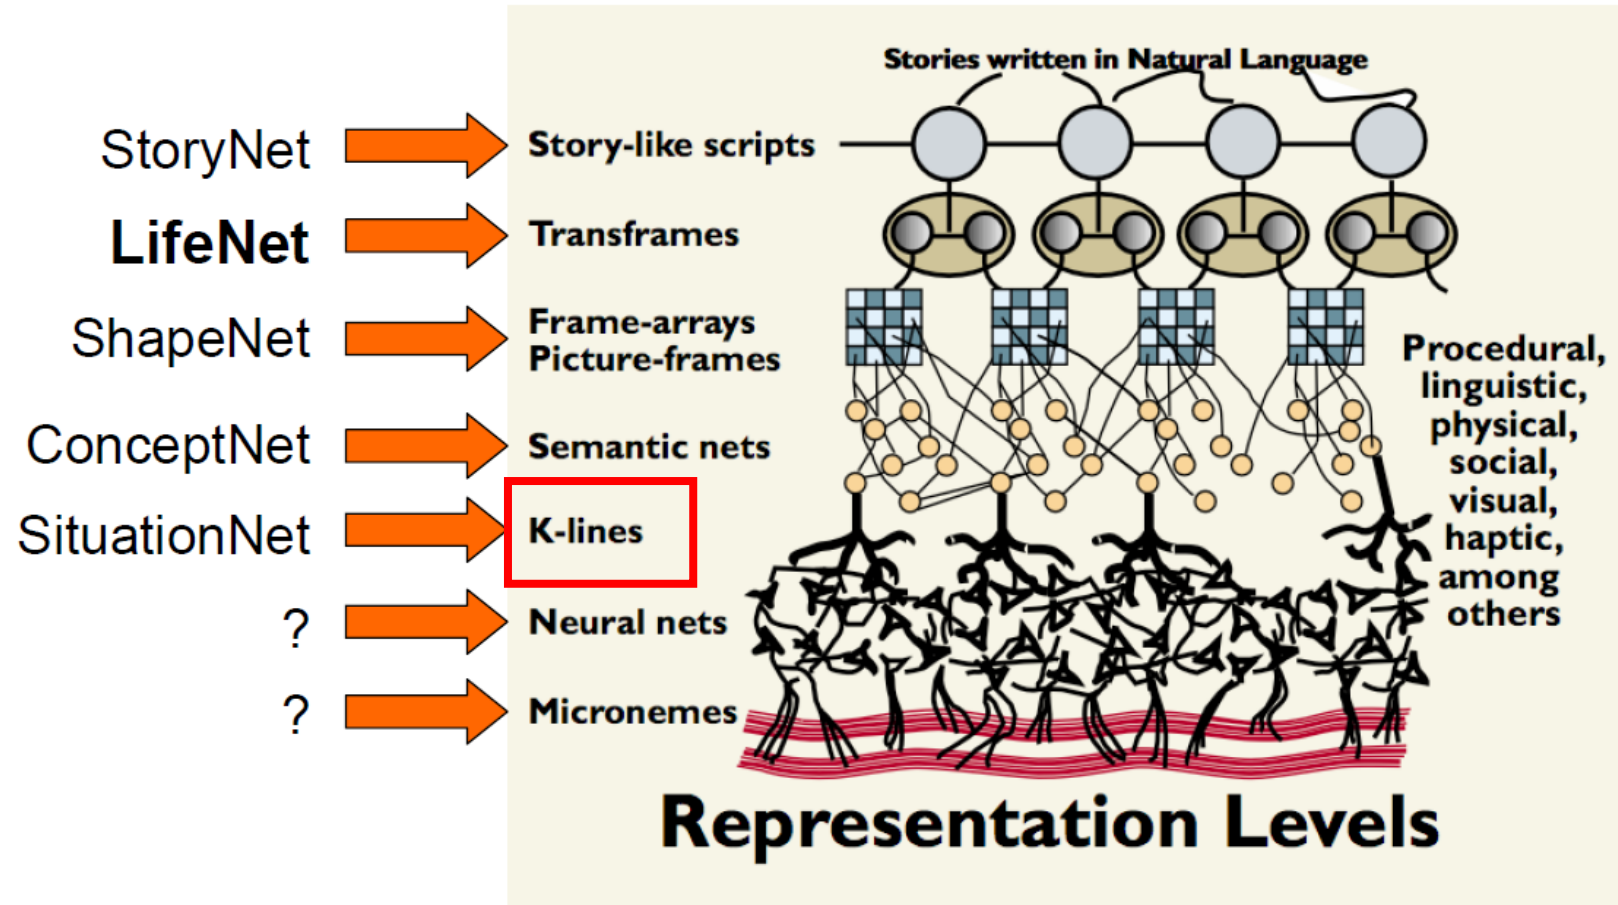 Stories written in Natural Language
StoryNet
Story-like scripts
LifeNet
Transframes
ShapeNet
Frame-arrays
Picture-frames
ConceptNet
Semantic nets
SituationNet
K-lines
?
Neural nets
?
Micronemes
Procedural,
linguistic,
physical,
social,
visual,
haptic,
among
others
Representation Levels